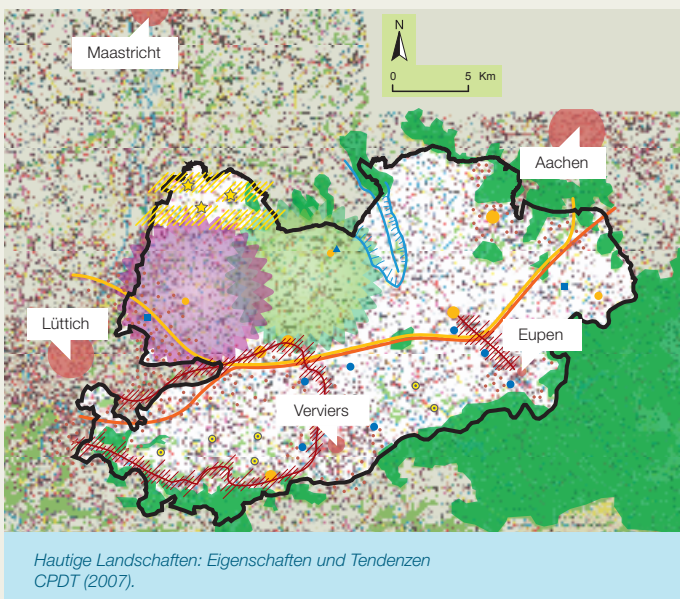 Maastricht
N
0 5 Km
Aachen
Lüttich
Eupen
Verviers
Hautige Landschaften: Eigenschaften und Tendenzen
CPDT (2007).